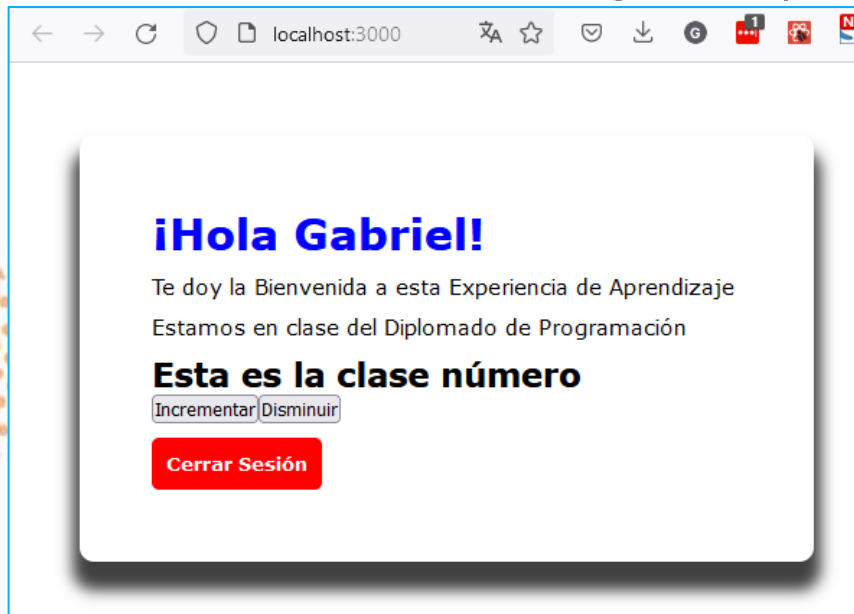 localhost:3000
1
¡Hola Gabriel!
Te doy la Bienvenida a esta Experiencia de Aprendizaje
Estamos en clase del Diplomado de Programación
Esta es la clase número
Incrementar Disminuir
Cerrar Sesión